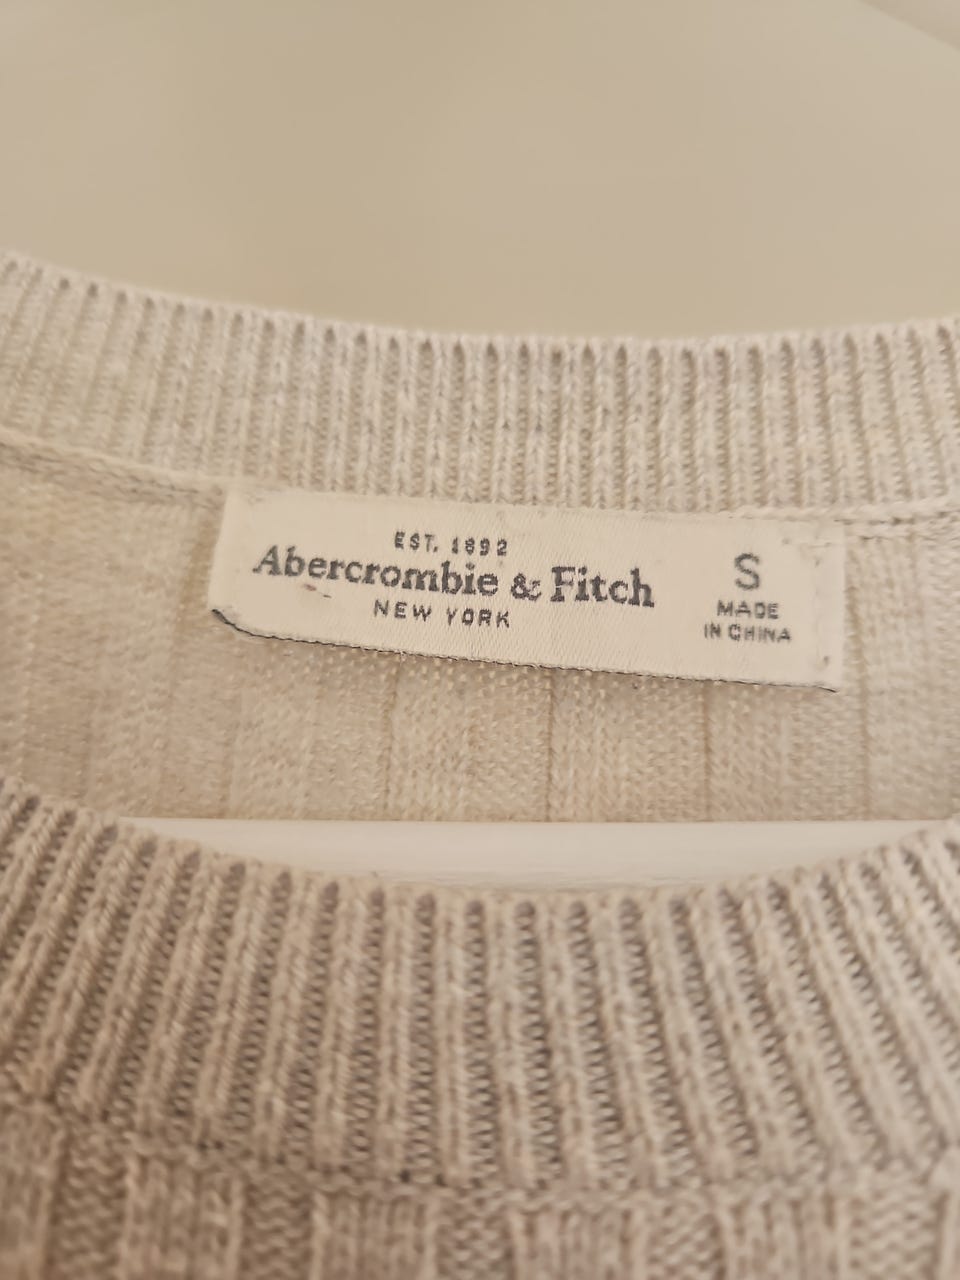 EST. 1892
Abercrombie & Fitch
NEW YORK
S
MADE
IN CHINA